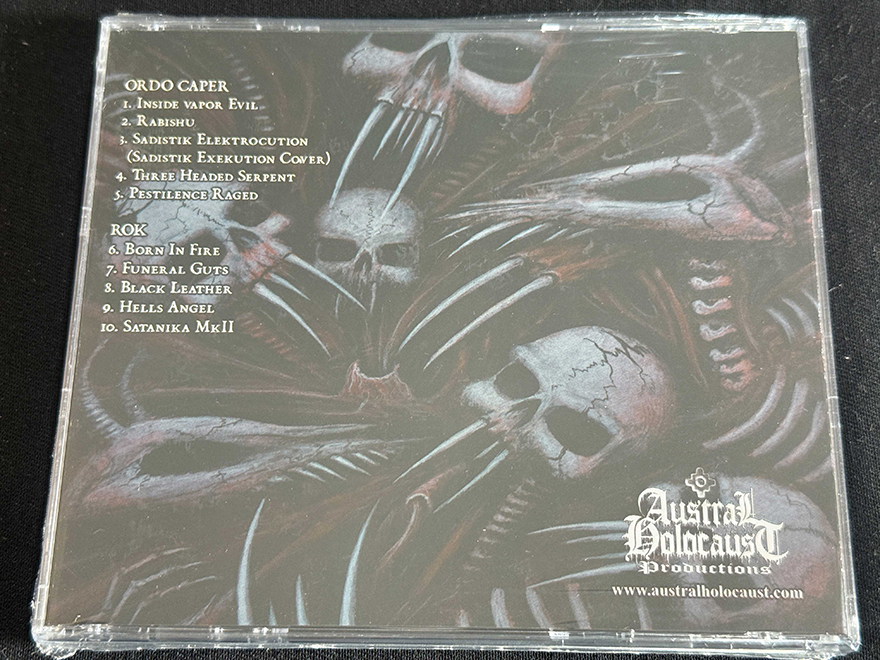 ORDO CAPER
1. Inside vapor Evil
2. Rabishu
3. Sadistik Elektrocution
(Sadistik Exekution Cover)
4. Three Headed Serpent
5. Pestilence Raged
ROK
6. Born In Fire
7. Funeral Guts
8. Black Leather
9. Hells Angel
10. Satanika MkII
Austral
Holocaust
Productions
www.australholocaust.com